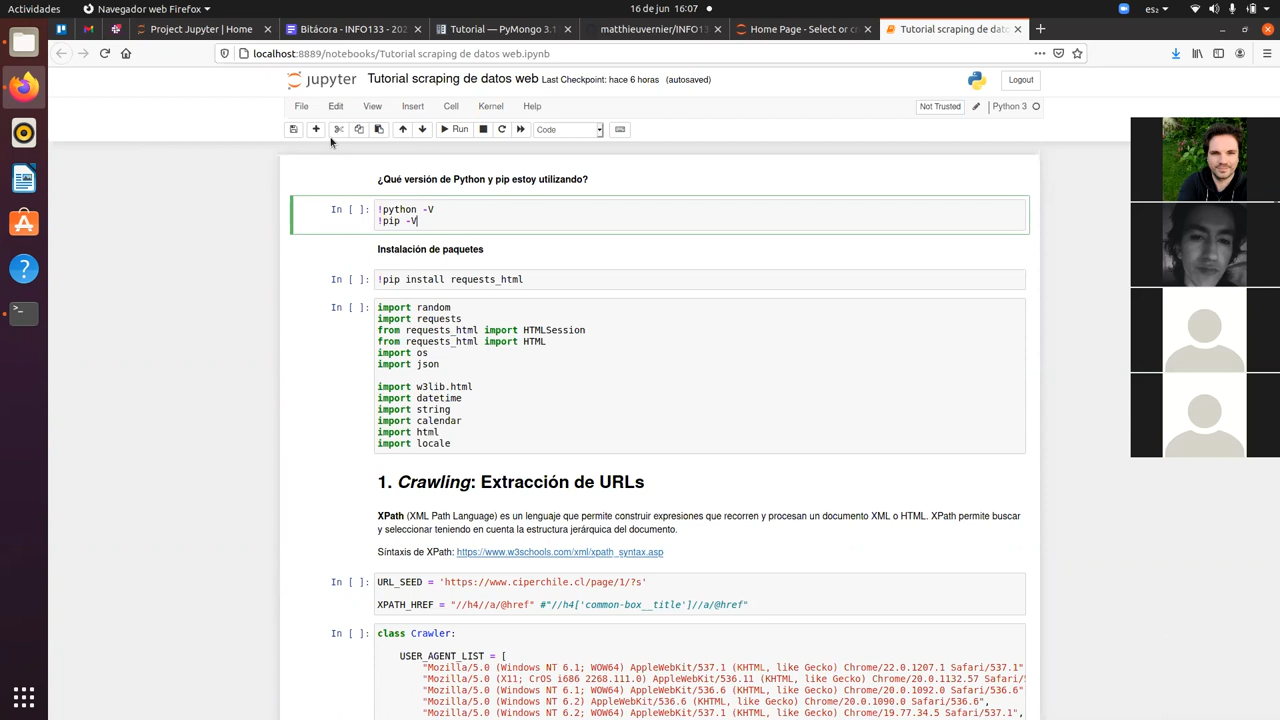 Actividades
Navegador web Firefox
16 de jun 16:07
es2
Project Jupyter | Home
Bitácora - INFO133 - 202
Tutorial — PyMongo 3.1
matthieuvernier/INFO13
Home Page - Select or cr
Tutorial scraping de datos
localhost:8889/notebooks/Tutorial scraping de datos web.ipynb
jupyter Tutorial scraping de datos web Last Checkpoint: hace 6 horas (autosaved)
Logout
File Edit View Insert Cell Kernel Help
Not Trusted
Python 3
Run
Code
¿Qué versión de Python y pip estoy utilizando?
In [ ]: !python -V
!pip -V
Instalación de paquetes
In [ ]: !pip install requests_html
In [ ]: import random
import requests
from requests_html import HTMLSession
from requests_html import HTML
import os
import json
import w3lib.html
import datetime
import string
import calendar
import html
import locale
1. Crawling: Extracción de URLs
XPath (XML Path Language) es un lenguaje que permite construir expresiones que recorren y procesan un documento XML o HTML. XPath permite buscar
y seleccionar teniendo en cuenta la estructura jerárquica del documento.
Síntaxis de XPath: https://www.w3schools.com/xml/xpath_syntax.asp
In [ ]: URL_SEED = 'https://www.ciperchile.cl/page/1/?s'
XPATH_HREF = "//h4//a/@href" #"//h4['common-box__title']//a/@href"
In [ ]: class Crawler:
USER_AGENT_LIST = [
"Mozilla/5.0 (Windows NT 6.1; WOW64) AppleWebKit/537.1 (KHTML, like Gecko) Chrome/22.0.1207.1 Safari/537.1"
"Mozilla/5.0 (X11; CrOS i686 2268.111.0) AppleWebKit/536.11 (KHTML, like Gecko) Chrome/20.0.1132.57 Safari/5
"Mozilla/5.0 (Windows NT 6.1; WOW64) AppleWebKit/536.6 (KHTML, like Gecko) Chrome/20.0.1092.0 Safari/536.6"
"Mozilla/5.0 (Windows NT 6.2) AppleWebKit/536.6 (KHTML, like Gecko) Chrome/20.0.1090.0 Safari/536.6",
"Mozilla/5.0 (Windows NT 6.2; WOW64) AppleWebKit/537.1 (KHTML, like Gecko) Chrome/19.77.34.5 Safari/537.1",